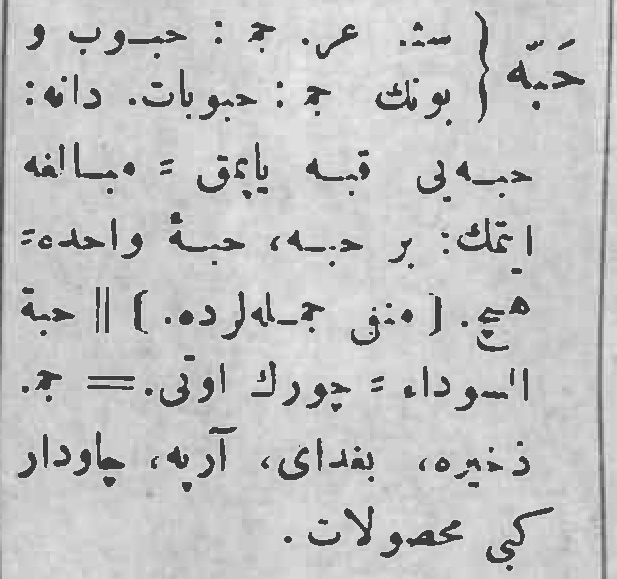 حَبّه { سث. عر. ج : حبوب و
بونك ج : حبوبات. دانه :
حبه‌یی قبه یاپمق = مبالغه
ایتمك : بر حبه، حبهٔ واحده =
هیچ. [ منفی جمله‌لرده. ] || حبة
السوداء = چورك اوتی. = ج.
ذخیره، بغدای، آرپه، چاودار
كبی محصولات .